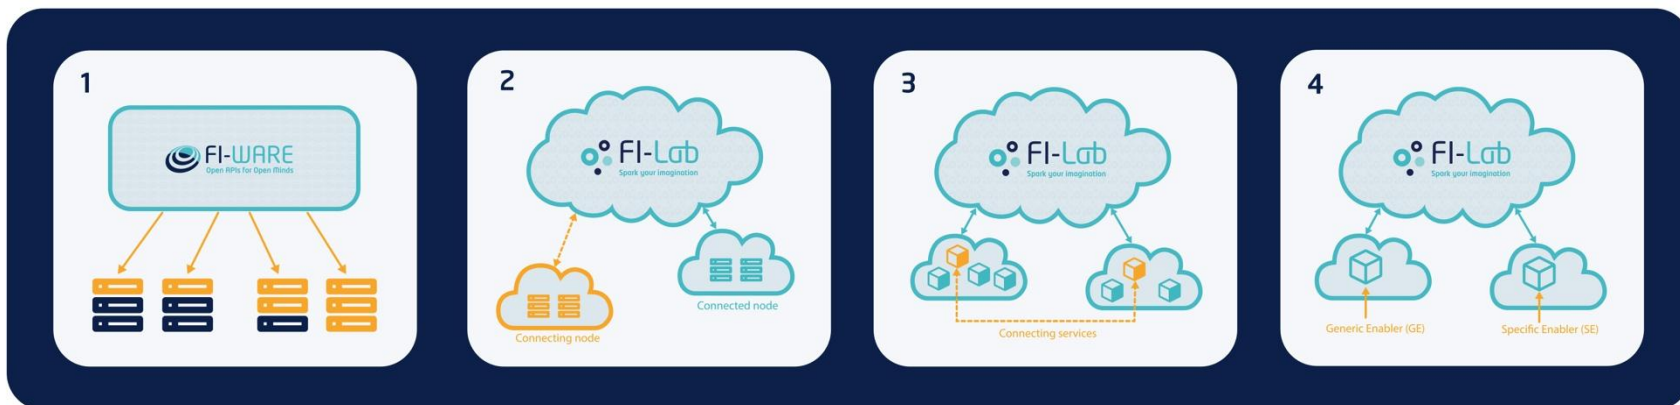 1
FI-WARE
Open APIs for Open Minds
2
FI-Lab
Spark your imagination
Connected node
Connecting node
3
FI-Lab
Spark your imagination
Connecting services
4
FI-Lab
Spark your imagination
Generic Enabler (GE)
Specific Enabler (SE)